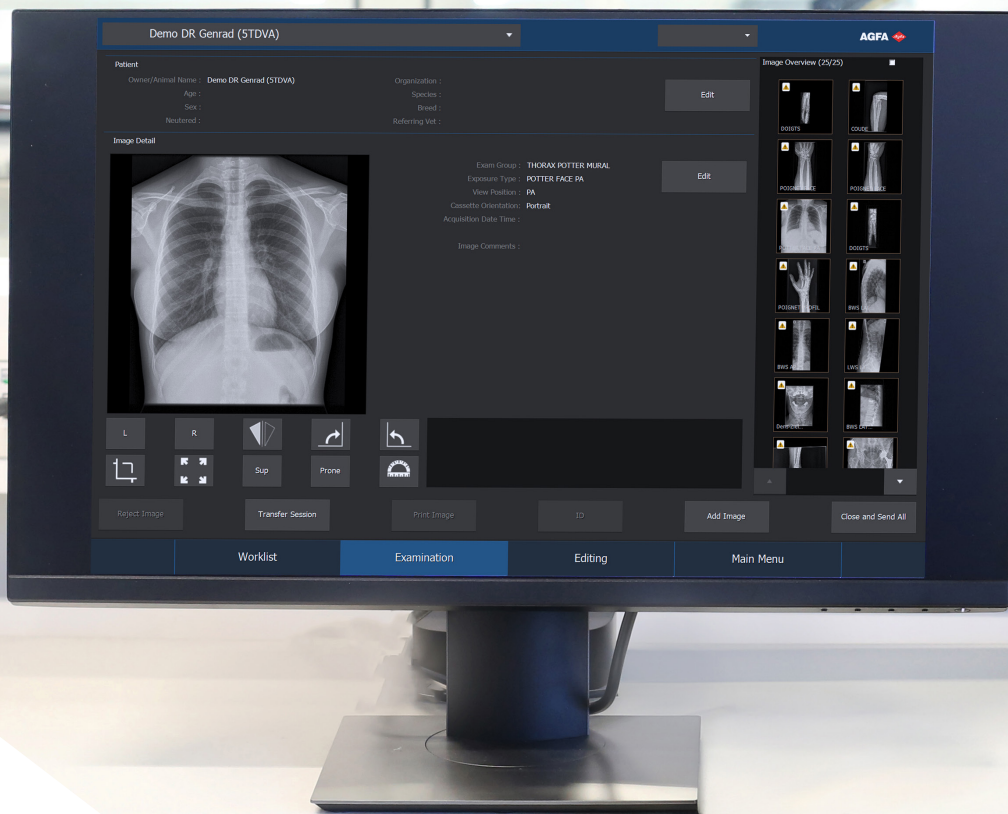 Demo DR Genrad (5TDVA)
AGFA
Patient
Owner/Animal Name : Demo DR Genrad (5TDVA)
Age :
Sex :
Neutered :
Organization :
Species :
Breed :
Referring Vet :
Edit
Image Detail
Exam Group : THORAX POTTER MURAL
Exposure Type : POTTER FACE PA
View Position : PA
Cassette Orientation: Portrait
Acquisition Date Time :
Image Comments :
Edit
Image Overview (25/25)
DOIGTS
COUDE
DOIGTS
L
R
Sup
Prone
Reject Image
Transfer Session
Print Image
ID
Add Image
Close and Send All
Worklist
Examination
Editing
Main Menu